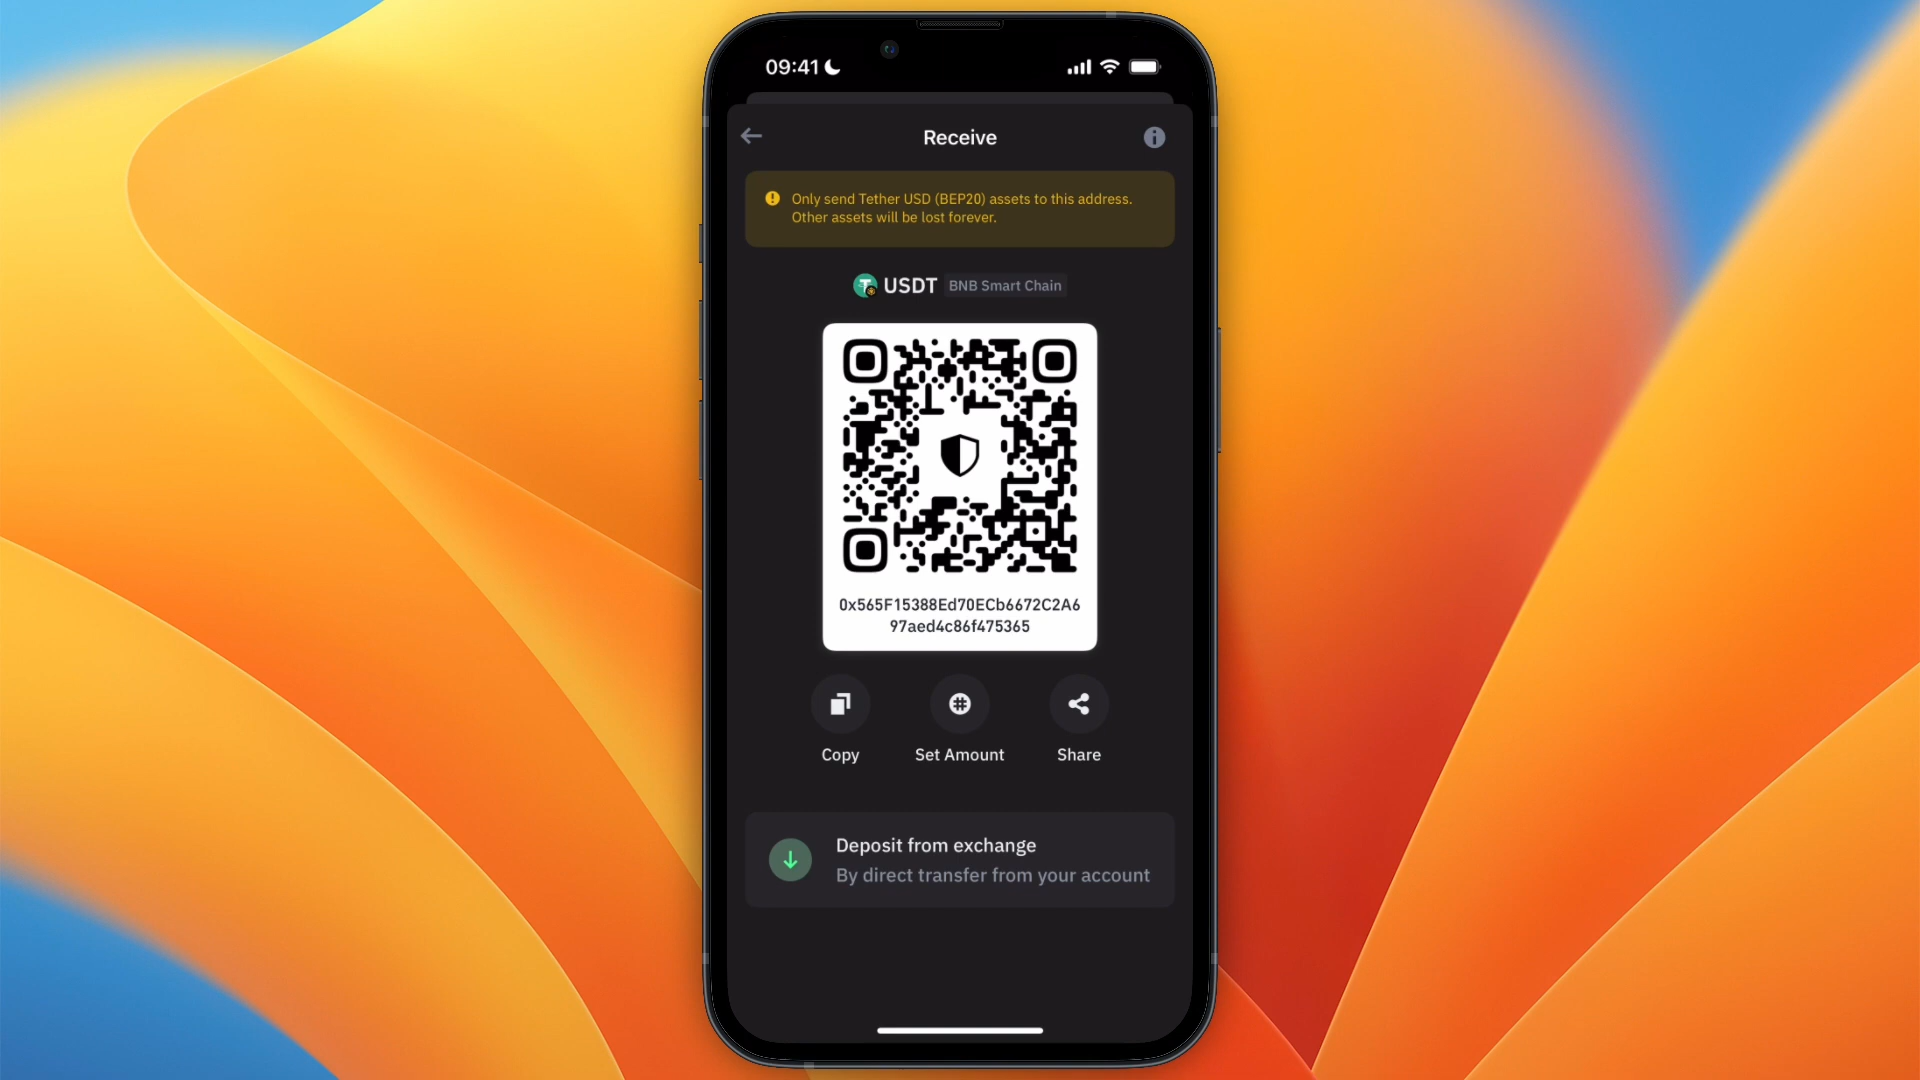 09:41
Receive
Only send Tether USD (BEP20) assets to this address.
Other assets will be lost forever.
USDT BNB Smart Chain
0x565F15388Ed70ECb6672C2A6
97aed4c86f475365
Copy Set Amount Share
Deposit from exchange
By direct transfer from your account